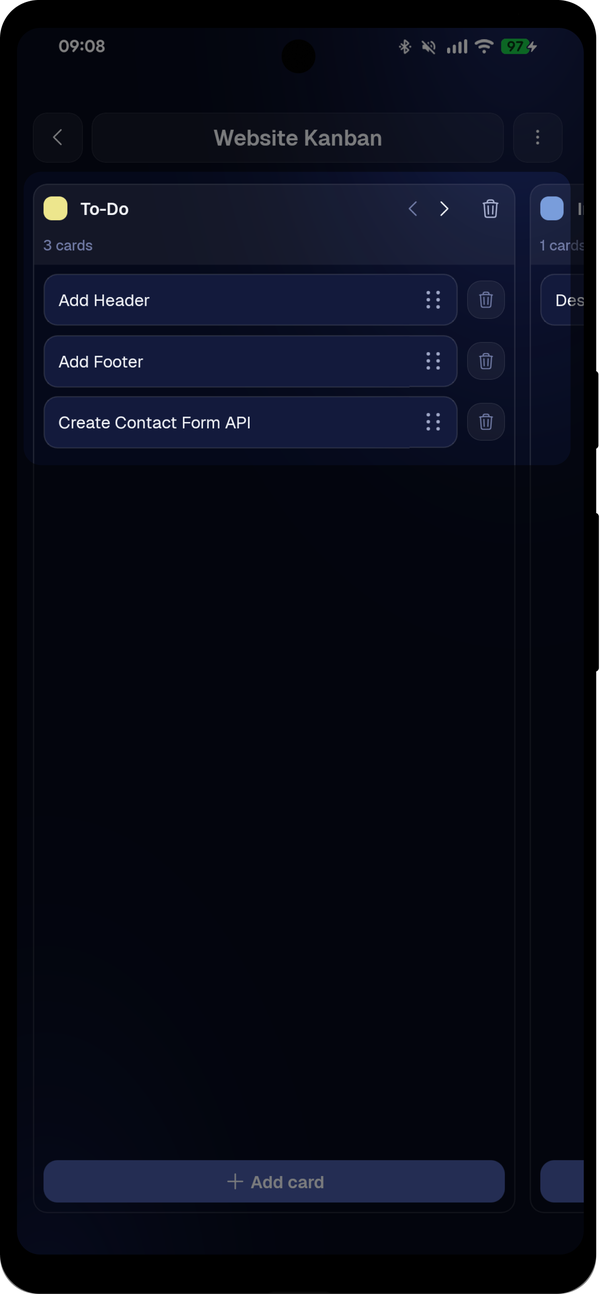 09:08
97
Website Kanban
To-Do
3 cards
1 cards
Add Header
Add Footer
Create Contact Form API
Add card